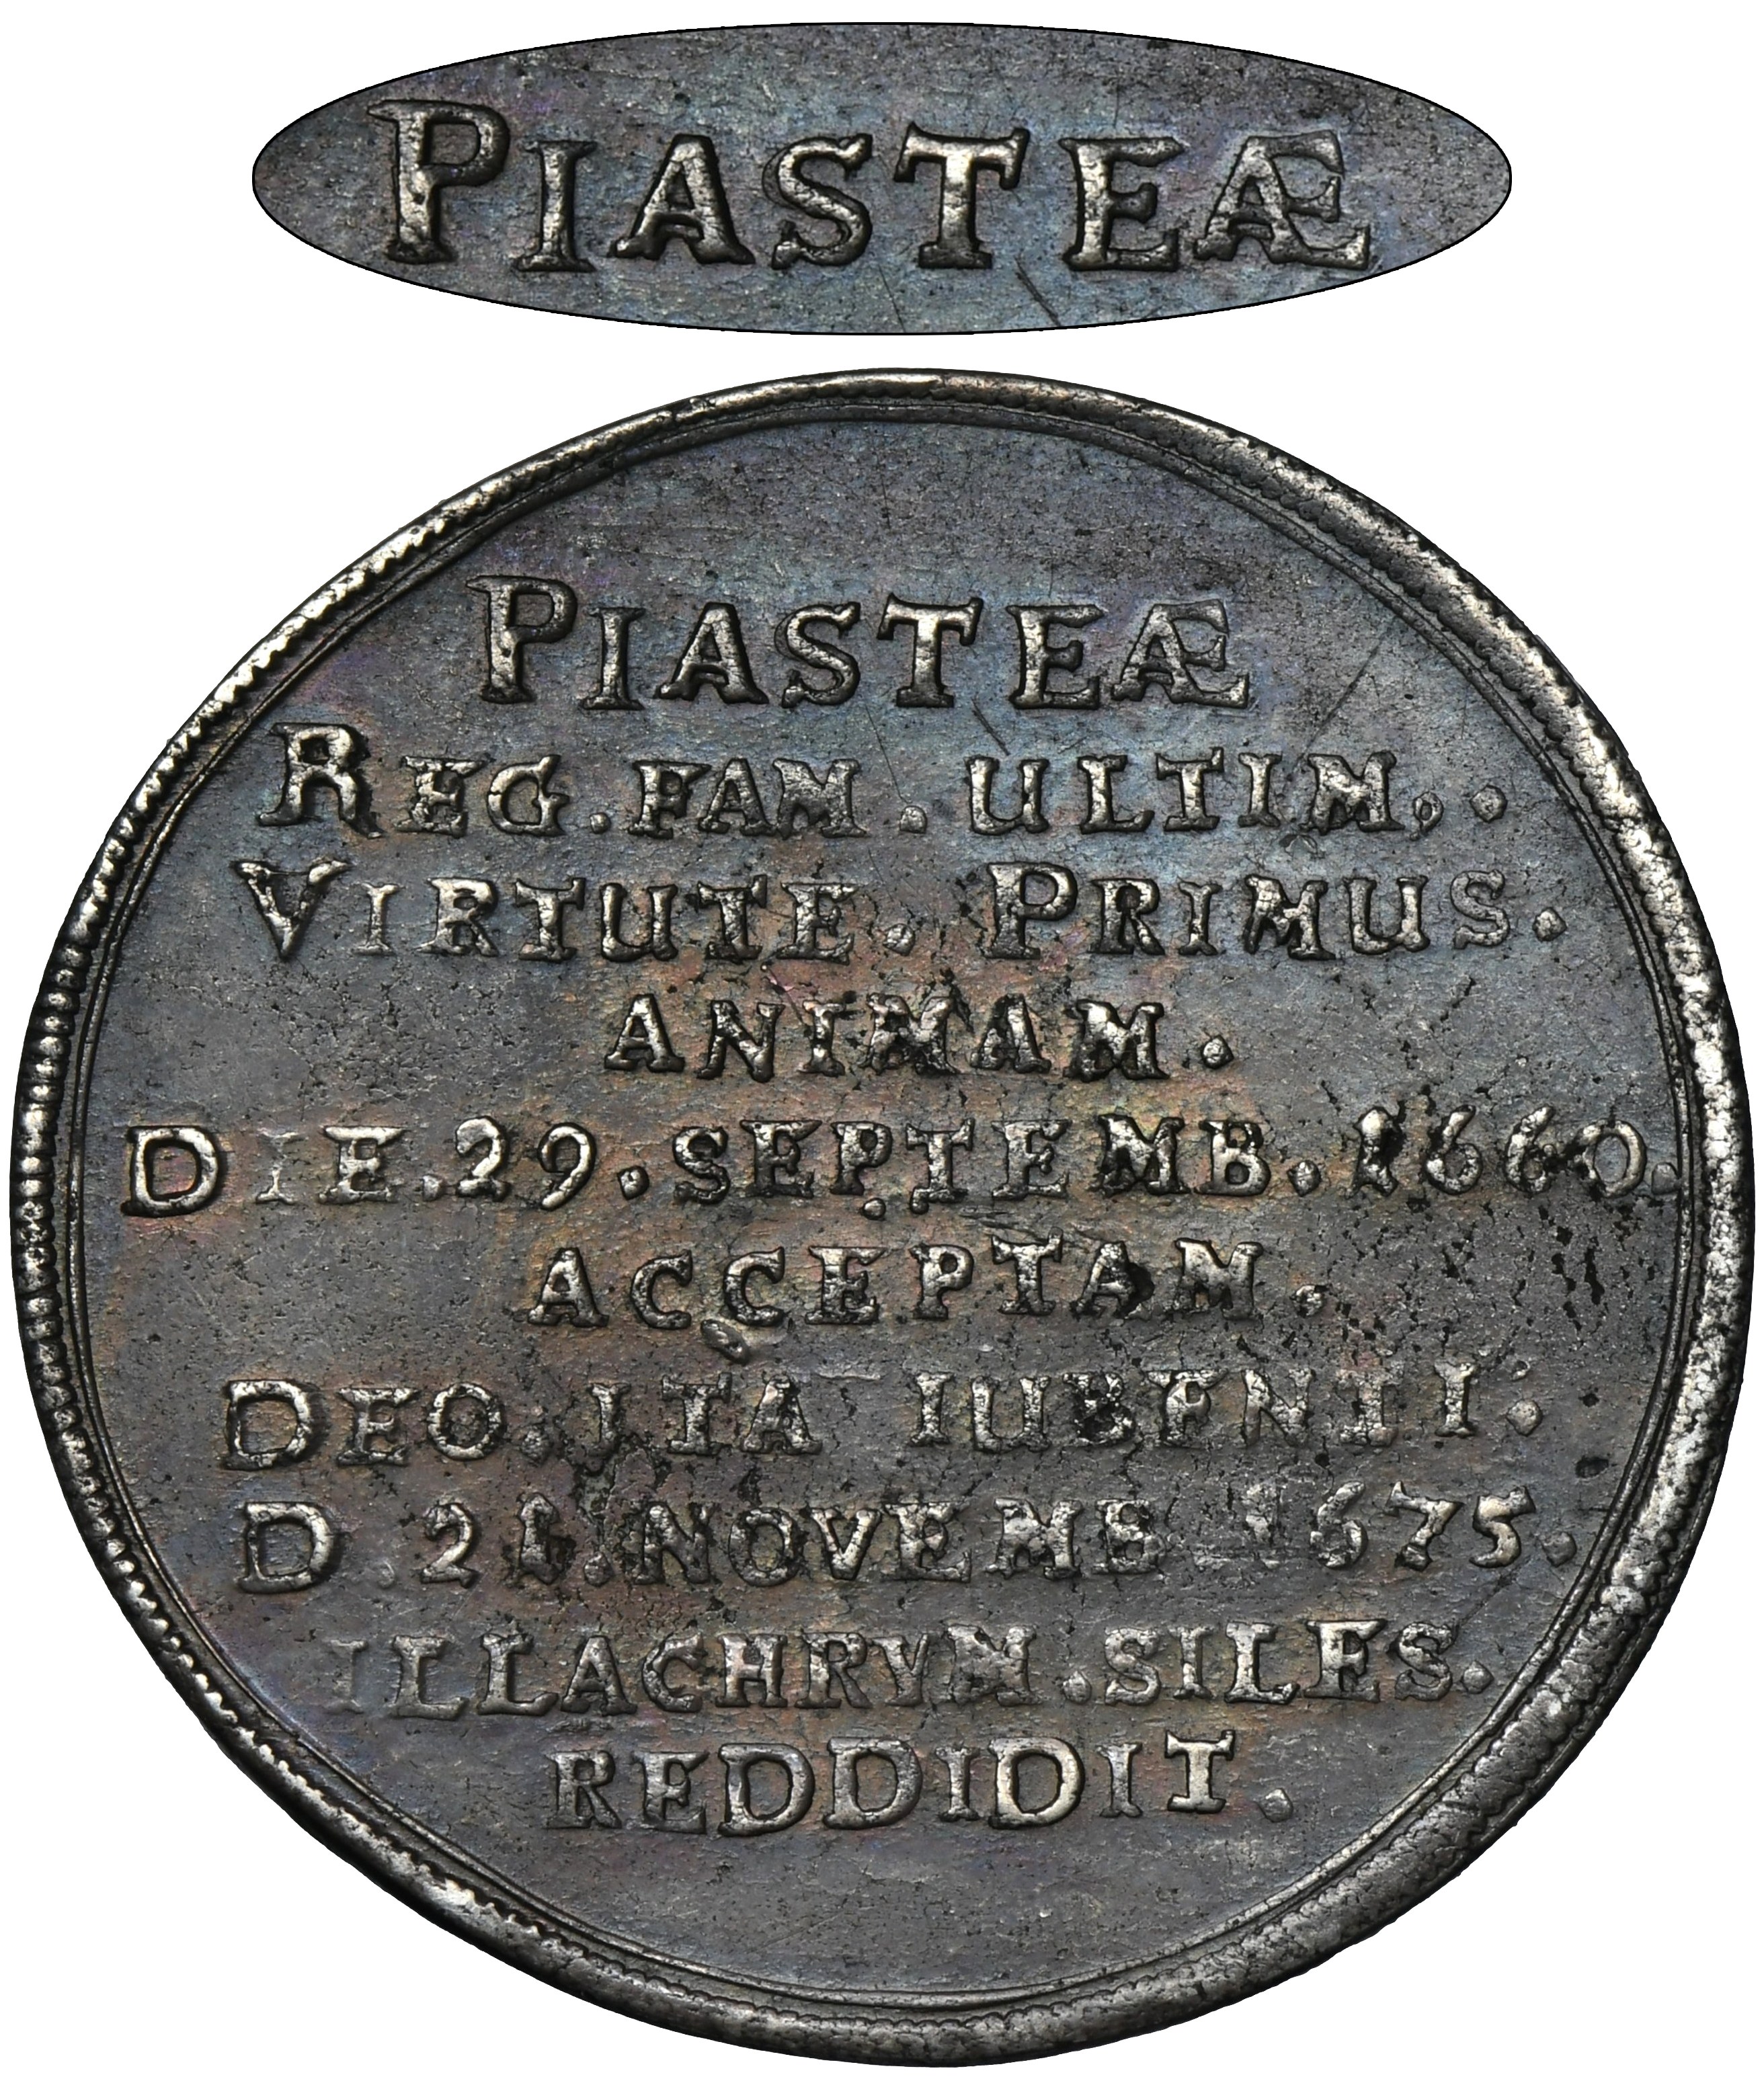 PIASTEÆ
PIASTEÆ
REG. FAM. ULTIM..
VIRTUTE. PRIMUS.
ANIMAM.
DIE. 29. SEPTEMB. 1660.
ACCEPTAM.
DEO. ITA IUBENTI:
D. 21. NOVEMB 1675.
ILLACHRYM. SILES.
REDDIDIT.